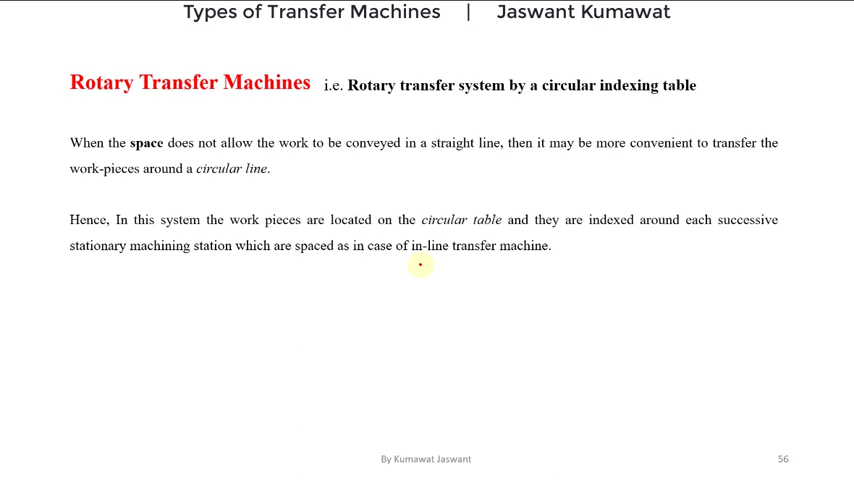 Types of Transfer Machines | Jaswant Kumawat
Rotary Transfer Machines i.e. Rotary transfer system by a circular indexing table
When the space does not allow the work to be conveyed in a straight line, then it may be more convenient to transfer the
work-pieces around a circular line.
Hence, In this system the work pieces are located on the circular table and they are indexed around each successive
stationary machining station which are spaced as in case of in-line transfer machine.
By Kumawat Jaswant
56